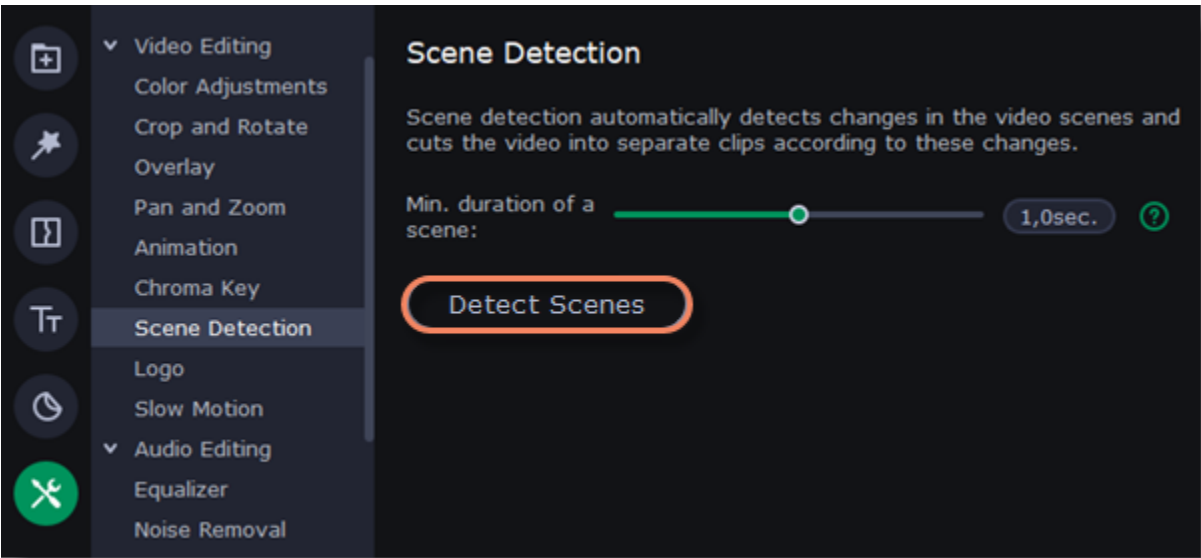 Video Editing
Color Adjustments
Crop and Rotate
Overlay
Pan and Zoom
Animation
Chroma Key
Scene Detection
Logo
Slow Motion
Audio Editing
Equalizer
Noise Removal
Tт
Scene Detection
Scene detection automatically detects changes in the video scenes and
cuts the video into separate clips according to these changes.
Min. duration of a
scene:
1,0sec.
?
Detect Scenes